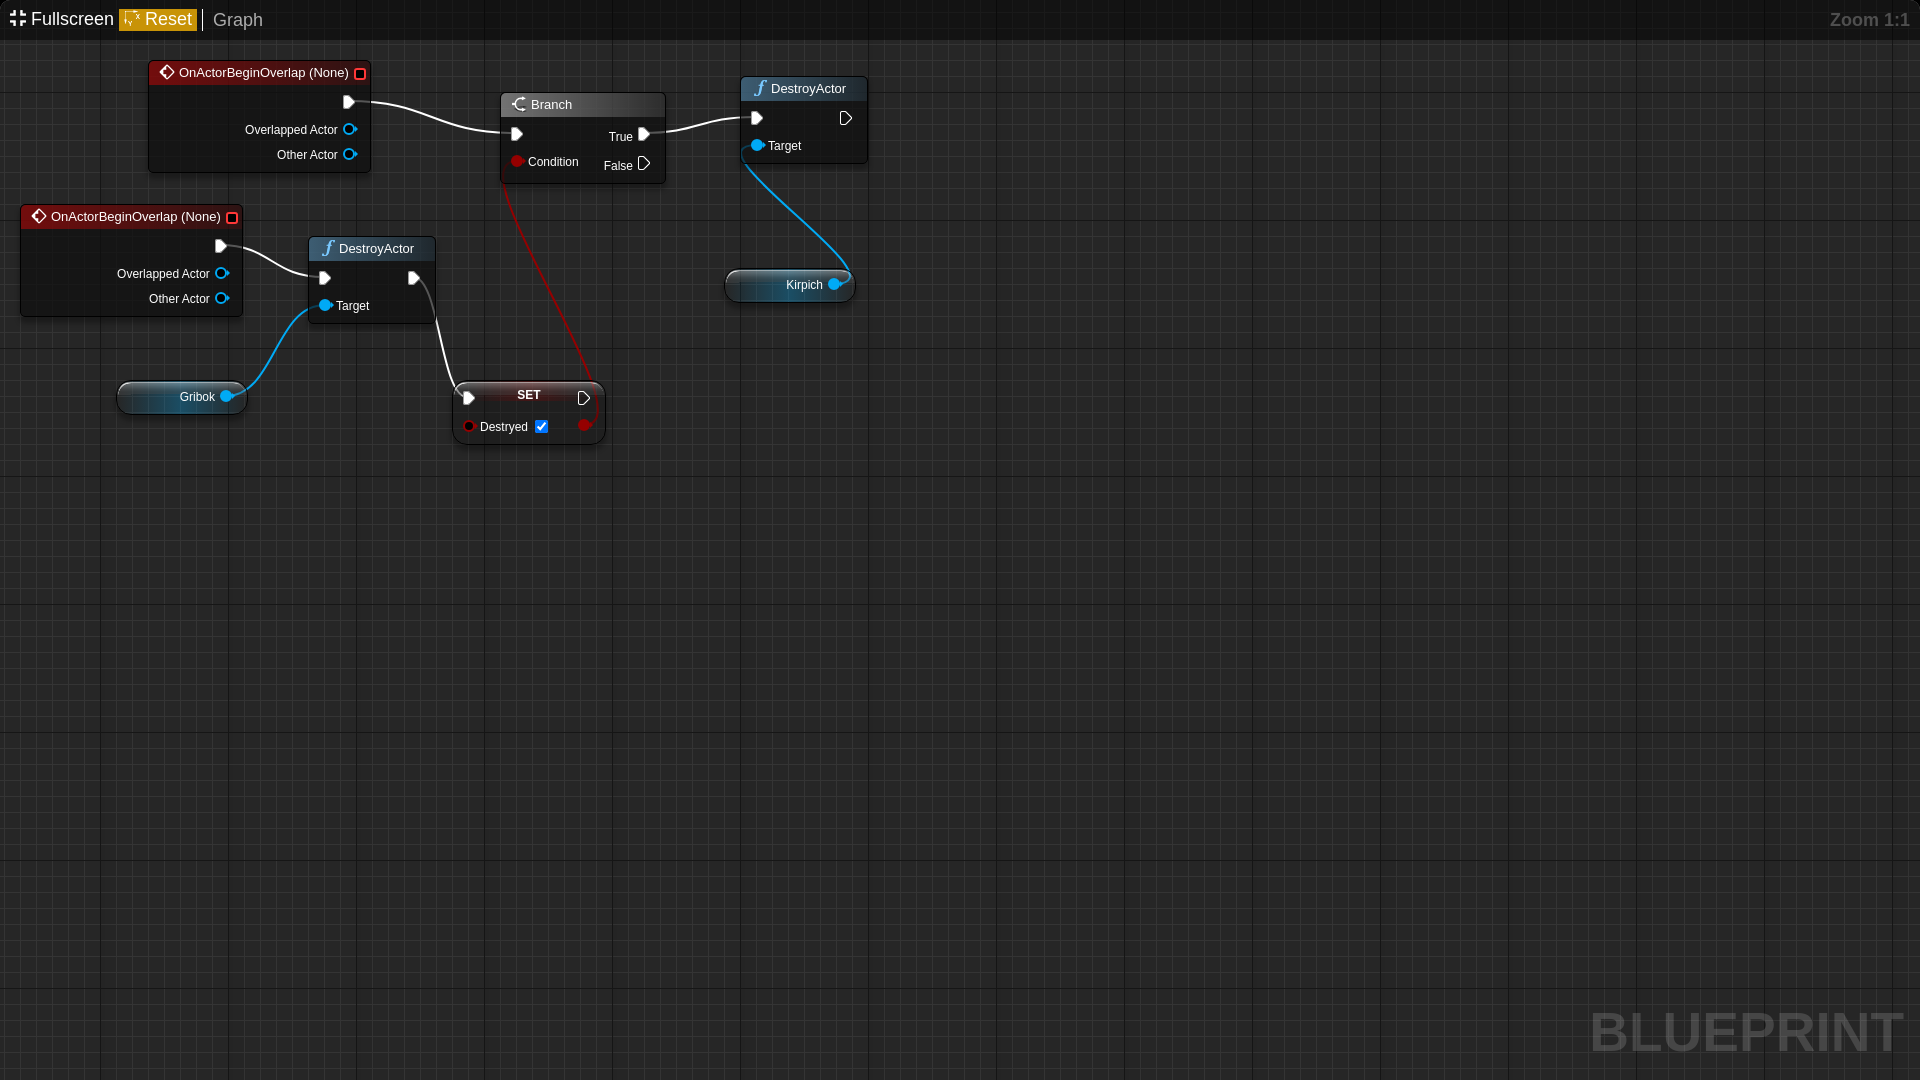 Fullscreen Reset Graph Zoom 1:1
OnActorBeginOverlap (None)
Overlapped Actor
Other Actor
Branch
True
Condition
False
DestroyActor
Target
OnActorBeginOverlap (None)
Overlapped Actor
Other Actor
DestroyActor
Target
Kirpich
Gribok
SET
Destryed
BLUEPRINT